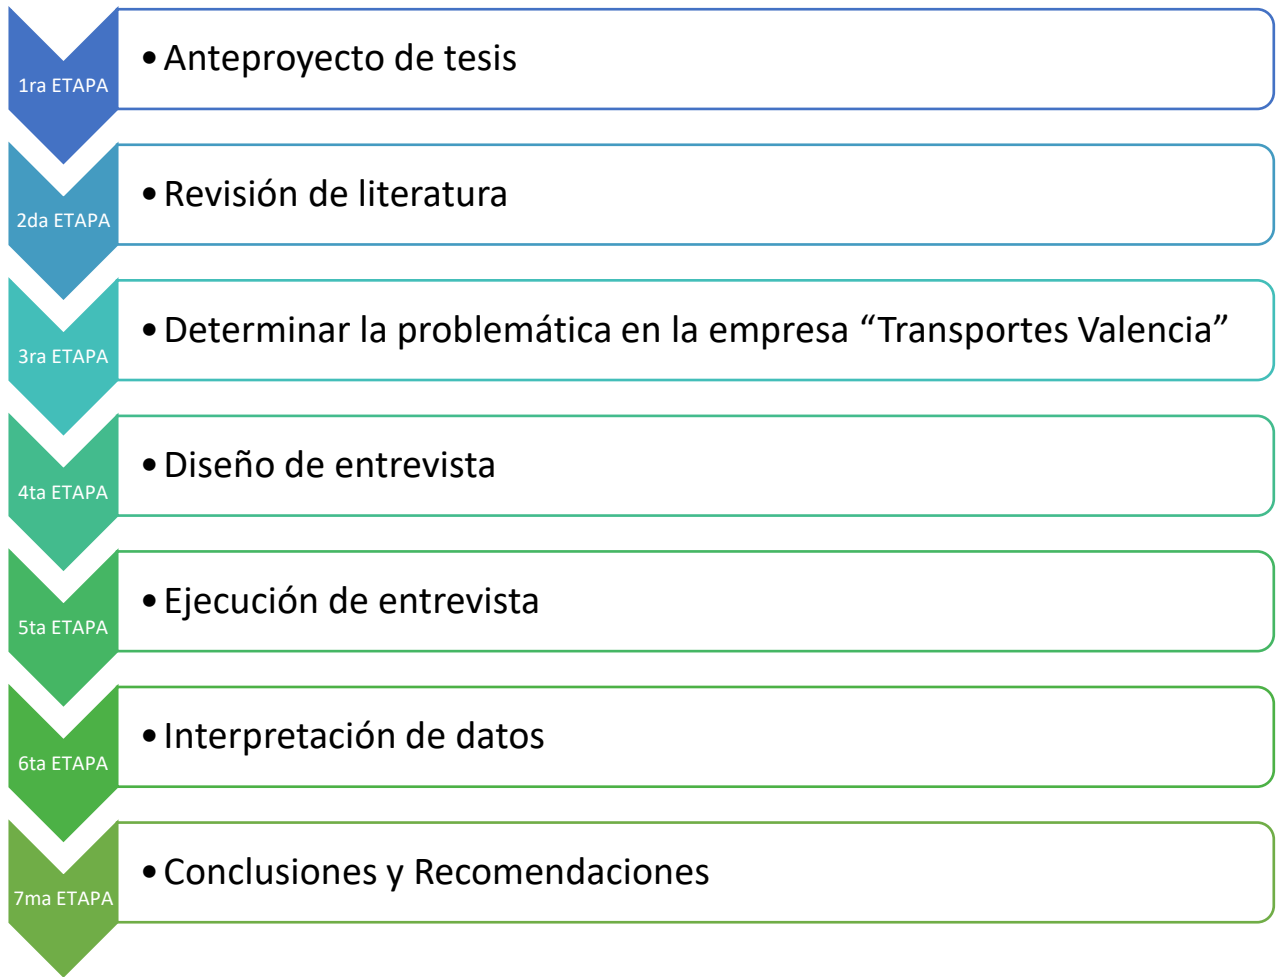 1ra ETAPA
• Anteproyecto de tesis
2da ETAPA
• Revisión de literatura
3ra ETAPA
• Determinar la problemática en la empresa “Transportes Valencia”
4ta ETAPA
• Diseño de entrevista
5ta ETAPA
• Ejecución de entrevista
6ta ETAPA
• Interpretación de datos
7ma ETAPA
• Conclusiones y Recomendaciones